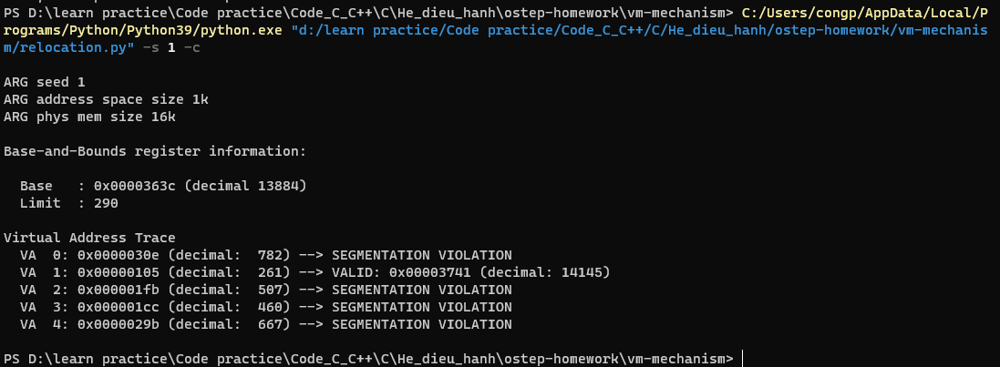 PS D:\learn practice\Code practice\Code_C_C++\C\He_dieu_hanh\ostep-homework\vm-mechanism> C:/Users/congp/AppData/Local/P
rograms/Python/Python39/python.exe "d:/learn practice/Code practice/Code_C_C++/C/He_dieu_hanh/ostep-homework/vm-mechanis
m/relocation.py" -s 1 -c
ARG seed 1
ARG address space size 1k
ARG phys mem size 16k
Base-and-Bounds register information:
  Base   : 0x0000363c (decimal 13884)
  Limit  : 290
Virtual Address Trace
  VA  0: 0x0000030e (decimal:  782) --> SEGMENTATION VIOLATION
  VA  1: 0x00000105 (decimal:  261) --> VALID: 0x00003741 (decimal: 14145)
  VA  2: 0x000001fb (decimal:  507) --> SEGMENTATION VIOLATION
  VA  3: 0x000001cc (decimal:  460) --> SEGMENTATION VIOLATION
  VA  4: 0x0000029b (decimal:  667) --> SEGMENTATION VIOLATION
PS D:\learn practice\Code practice\Code_C_C++\C\He_dieu_hanh\ostep-homework\vm-mechanism>